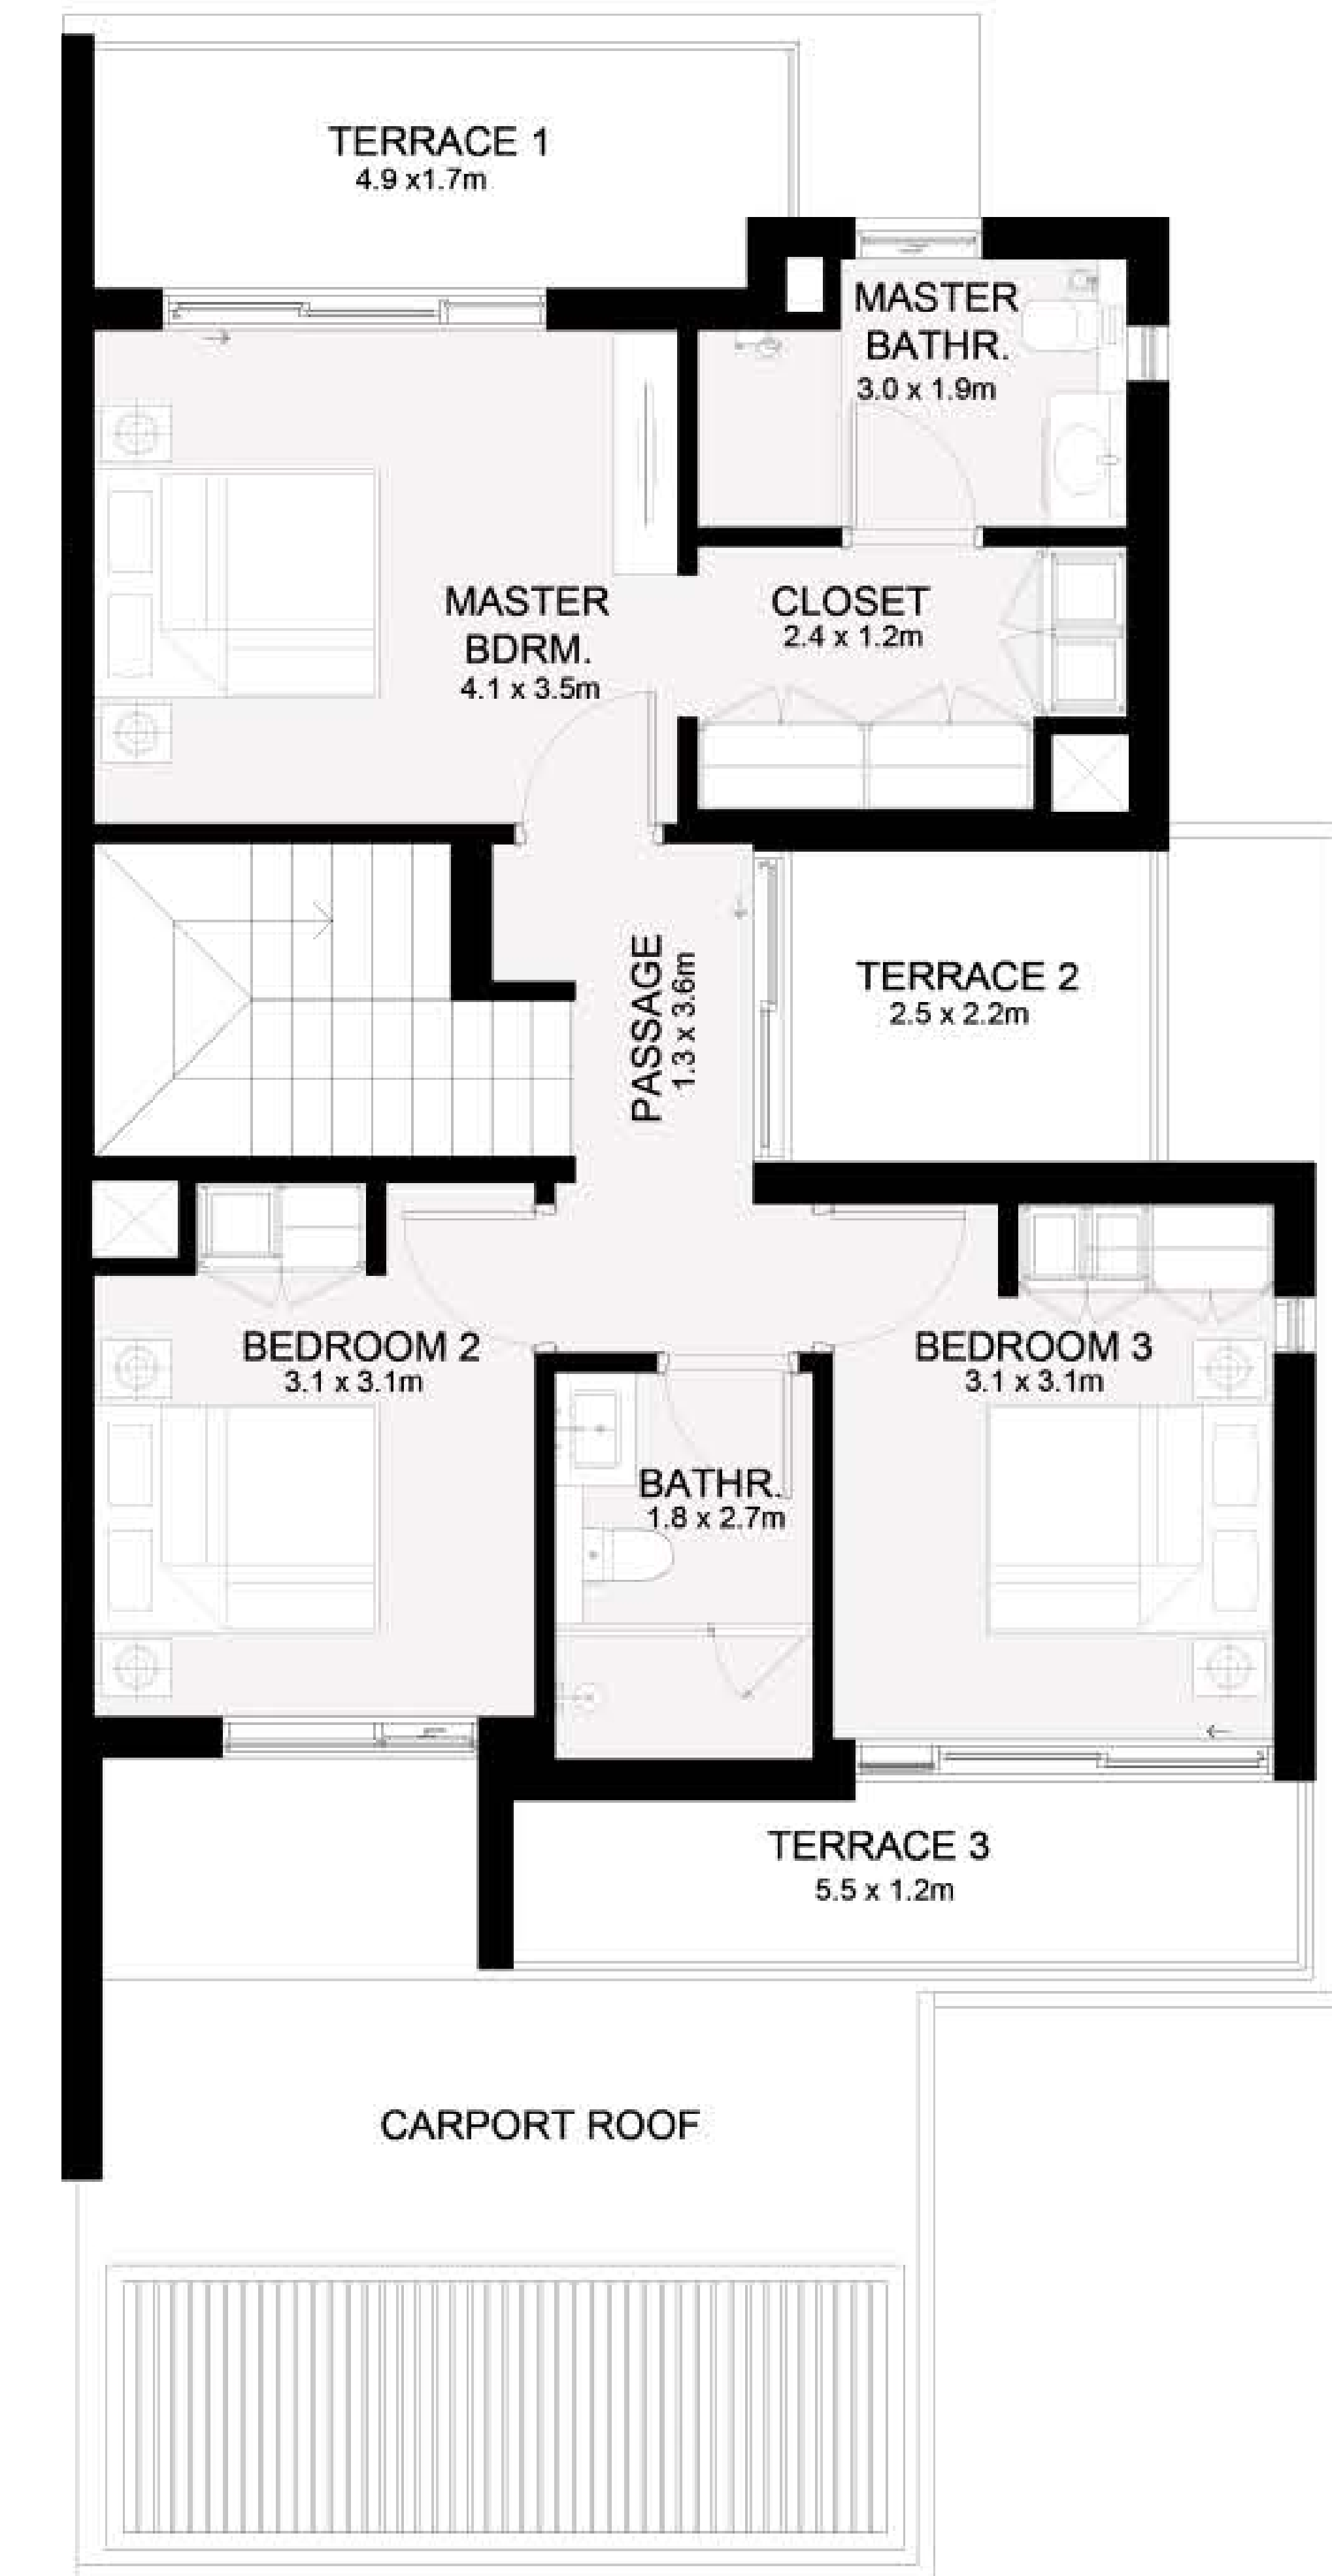 TERRACE 1
4.9 x1.7m
MASTER
BATHR.
3.0 x 1.9m
MASTER
BDRM.
4.1 x 3.5m
CLOSET
2.4 x 1.2m
PASSAGE
1.3 x 3.6m
TERRACE 2
2.5 x 2.2m
BEDROOM 2
3.1 x 3.1m
BEDROOM 3
3.1 x 3.1m
BATHR.
1.8 x 2.7m
TERRACE 3
5.5 x 1.2m
CARPORT ROOF